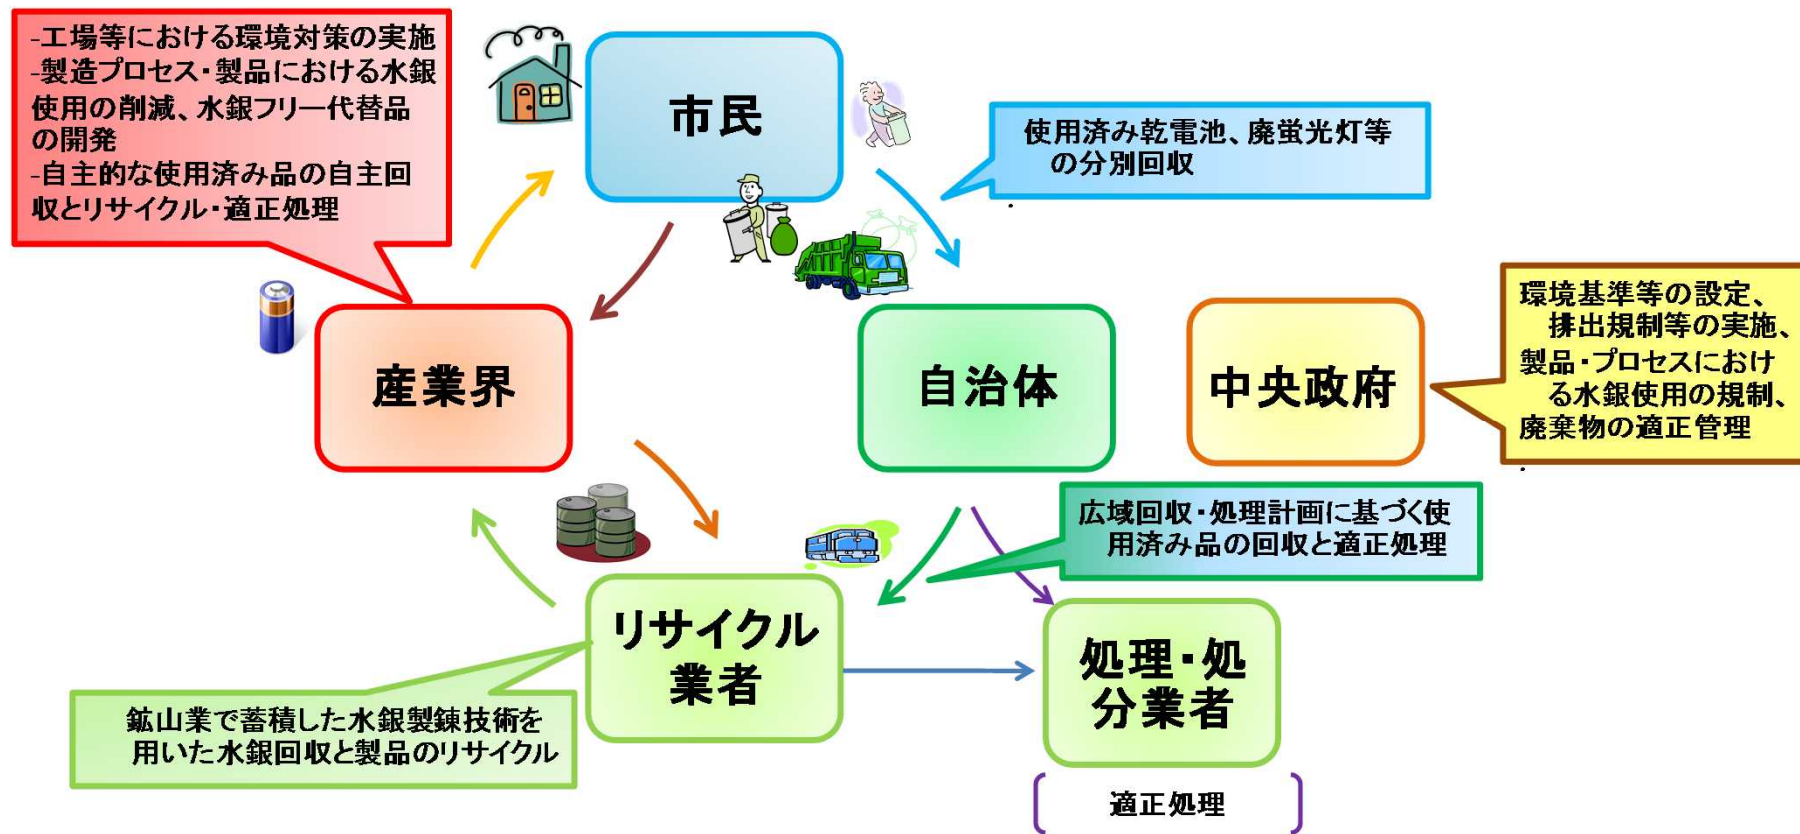 -工場等における環境対策の実施
-製造プロセス・製品における水銀
使用の削減、水銀フリー代替品
の開発
-自主的な使用済み品の自主回
収とリサイクル・適正処理
市民
使用済み乾電池、廃蛍光灯等
の分別回収
.
産業界
自治体
中央政府
環境基準等の設定、
排出規制等の実施、
製品・プロセスにおけ
る水銀使用の規制、
廃棄物の適正管理
.
広域回収・処理計画に基づく使
用済み品の回収と適正処理
リサイクル
業者
処理・処
分業者
鉱山業で蓄積した水銀製錬技術を
用いた水銀回収と製品のリサイクル
適正処理